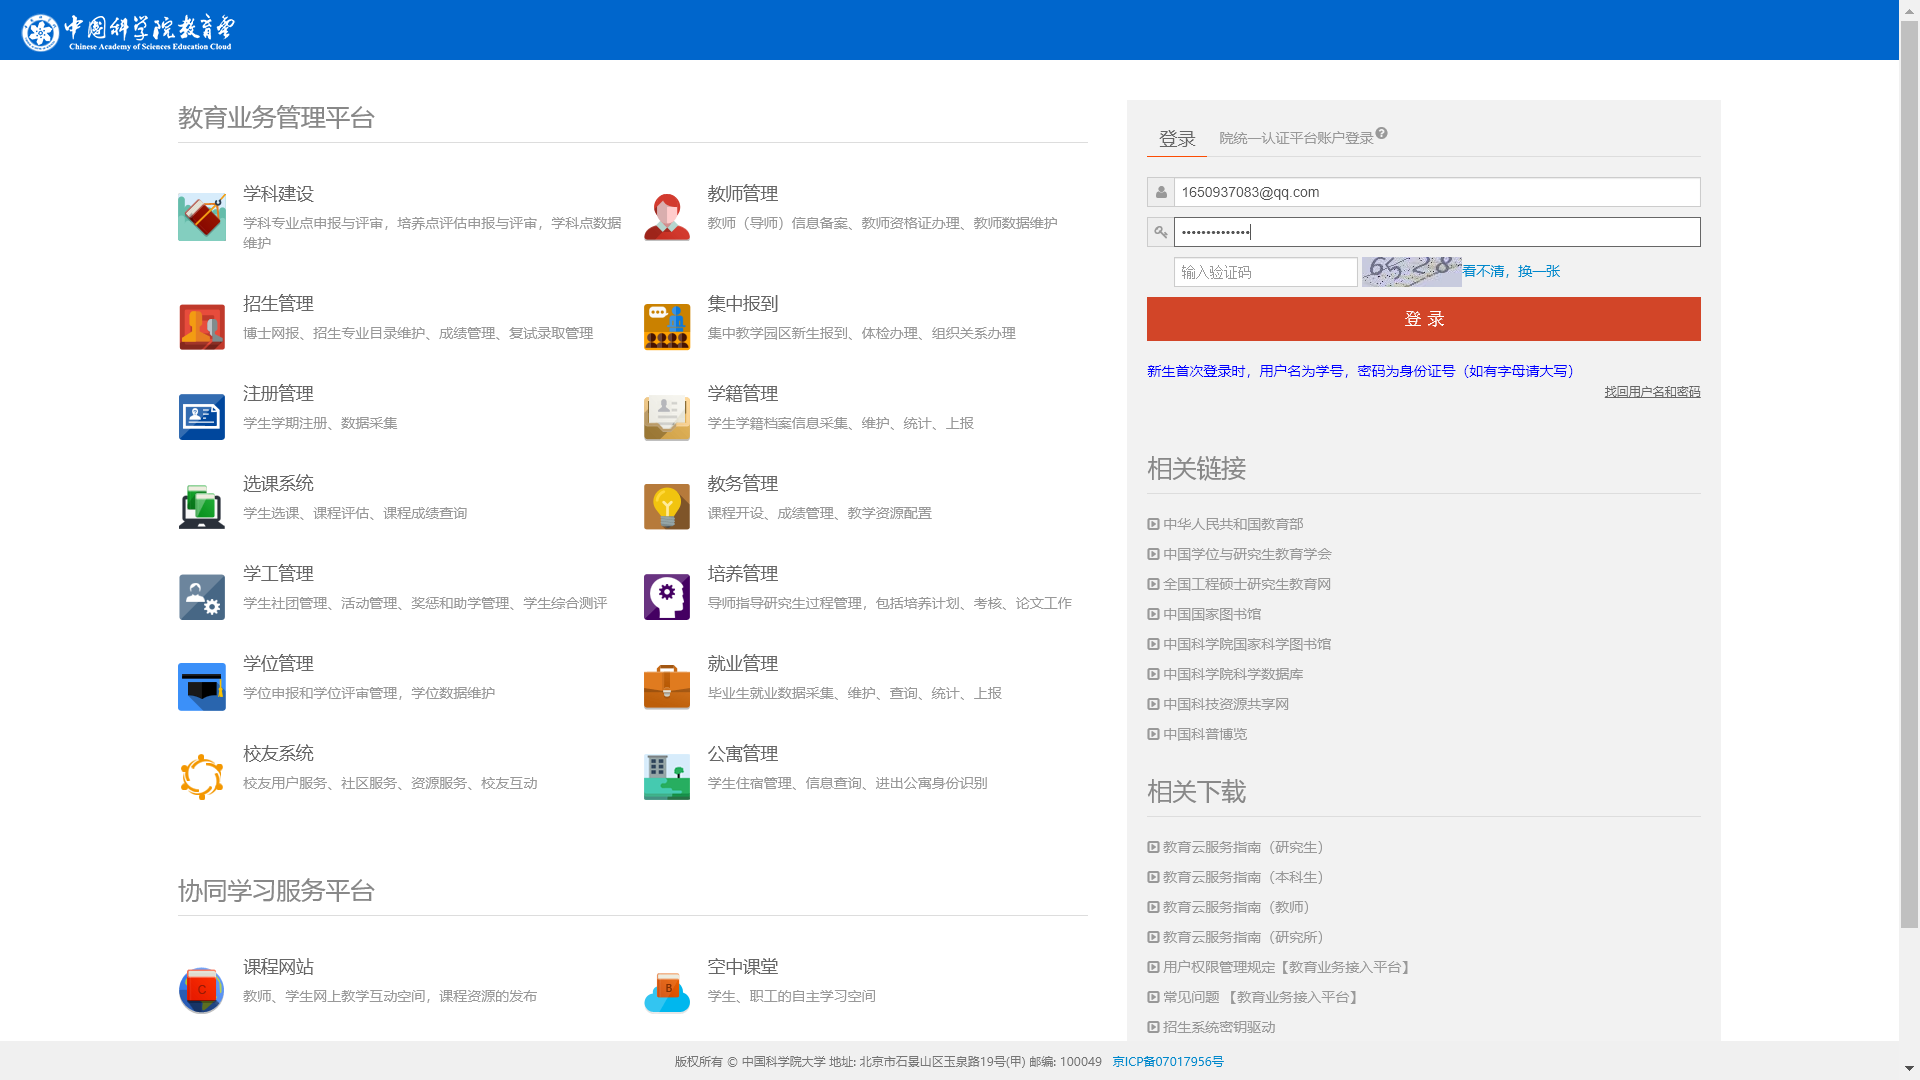 中国科学院教育云
Chinese Academy of Sciences Education Cloud
教育业务管理平台
学科建设
学科专业点申报与评审，培养点评估申报与评审，学科点数据
维护
教师管理
教师（导师）信息备案、教师资格证办理、教师数据维护
招生管理
博士网报、招生专业目录维护、成绩管理、复试录取管理
集中报到
集中教学园区新生报到、体检办理、组织关系办理
注册管理
学生学期注册、数据采集
学籍管理
学生学籍档案信息采集、维护、统计、上报
选课系统
学生选课、课程评估、课程成绩查询
教务管理
课程开设、成绩管理、教学资源配置
学工管理
学生社团管理、活动管理、奖惩和助学管理、学生综合测评
培养管理
导师指导研究生过程管理，包括培养计划、考核、论文工作
学位管理
学位申报和学位评审管理，学位数据维护
就业管理
毕业生就业数据采集、维护、查询、统计、上报
校友系统
校友用户服务、社区服务、资源服务、校友互动
公寓管理
学生住宿管理、信息查询、进出公寓身份识别
协同学习服务平台
课程网站
教师、学生网上教学互动空间，课程资源的发布
空中课堂
学生、职工的自主学习空间
C
B
登录 院统一认证平台账户登录?
1650937083@qq.com
••••••••••••••
输入验证码 6528 看不清，换一张
登 录
新生首次登录时，用户名为学号，密码为身份证号（如有字母请大写）
找回用户名和密码
相关链接
中华人民共和国教育部
中国学位与研究生教育学会
全国工程硕士研究生教育网
中国国家图书馆
中国科学院国家科学图书馆
中国科学院科学数据库
中国科技资源共享网
中国科普博览
相关下载
教育云服务指南（研究生）
教育云服务指南（本科生）
教育云服务指南（教师）
教育云服务指南（研究所）
用户权限管理规定【教育业务接入平台】
常见问题 【教育业务接入平台】
招生系统密钥驱动
版权所有 © 中国科学院大学 地址: 北京市石景山区玉泉路19号(甲) 邮编: 100049 京ICP备07017956号